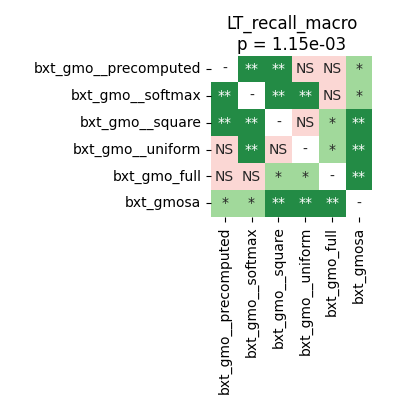 LT_recall_macro
p = 1.15e-03
bxt_gmo__precomputed - ** ** NS NS *
bxt_gmo__softmax ** - ** ** NS *
bxt_gmo__square ** ** - NS * **
bxt_gmo__uniform NS ** NS - * **
bxt_gmo_full NS NS * * - **
bxt_gmosa * * ** ** ** -
bxt_gmo__precomputed
bxt_gmo__softmax
bxt_gmo__square
bxt_gmo__uniform
bxt_gmo_full
bxt_gmosa